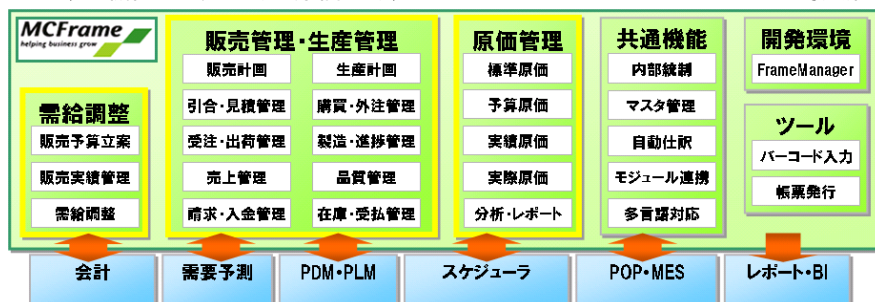 MCFrame
helping business grow
需給調整
販売予算立案
販売実績管理
需給調整
販売管理・生産管理
販売計画
生産計画
引合・見積管理
購買・外注管理
受注・出荷管理
製造・進捗管理
売上管理
品質管理
請求・入金管理
在庫・受払管理
原価管理
標準原価
予算原価
実績原価
実際原価
分析・レポート
共通機能
内部統制
マスタ管理
自動仕訳
モジュール連携
多言語対応
開発環境
FrameManager
ツール
バーコード入力
帳票発行
会計
需要予測
PDM・PLM
スケジューラ
POP・MES
レポート・BI